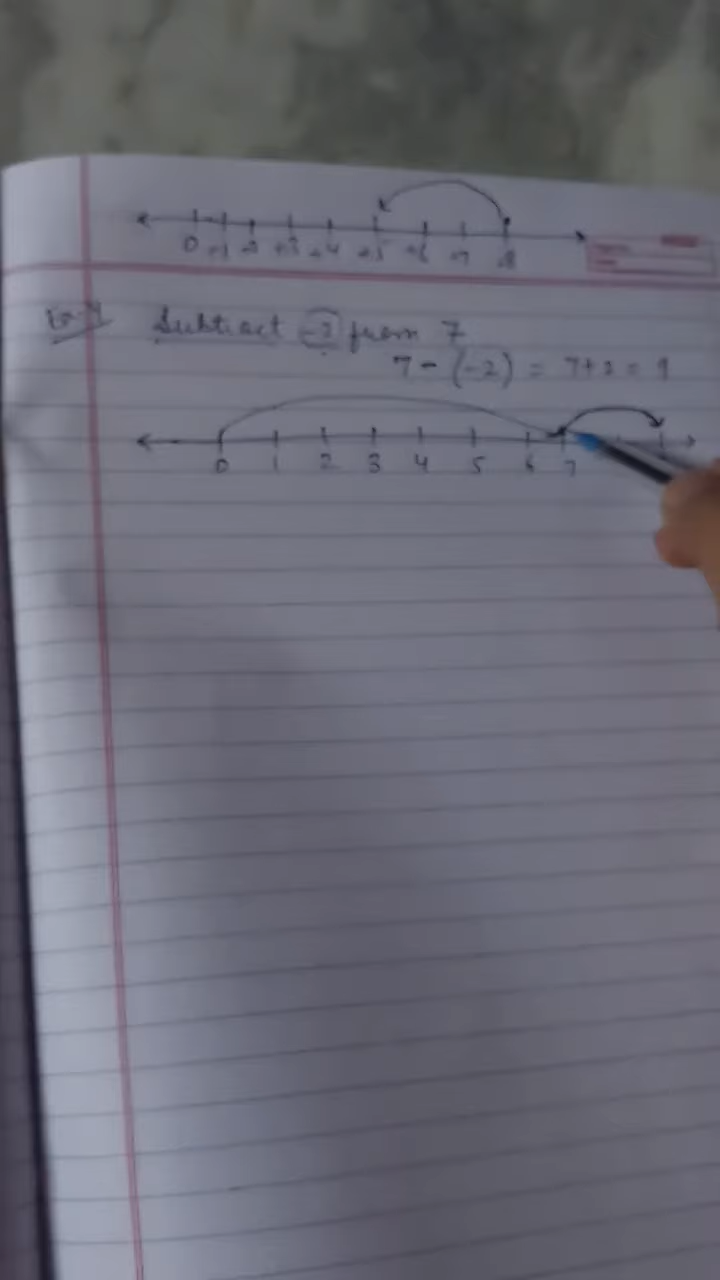 0 +1 +2 +3 +4 +5 +6 +7 +8
Subtract (-2) from 7
7 - (-2) = 7+2 = 9
0 1 2 3 4 5 6 7